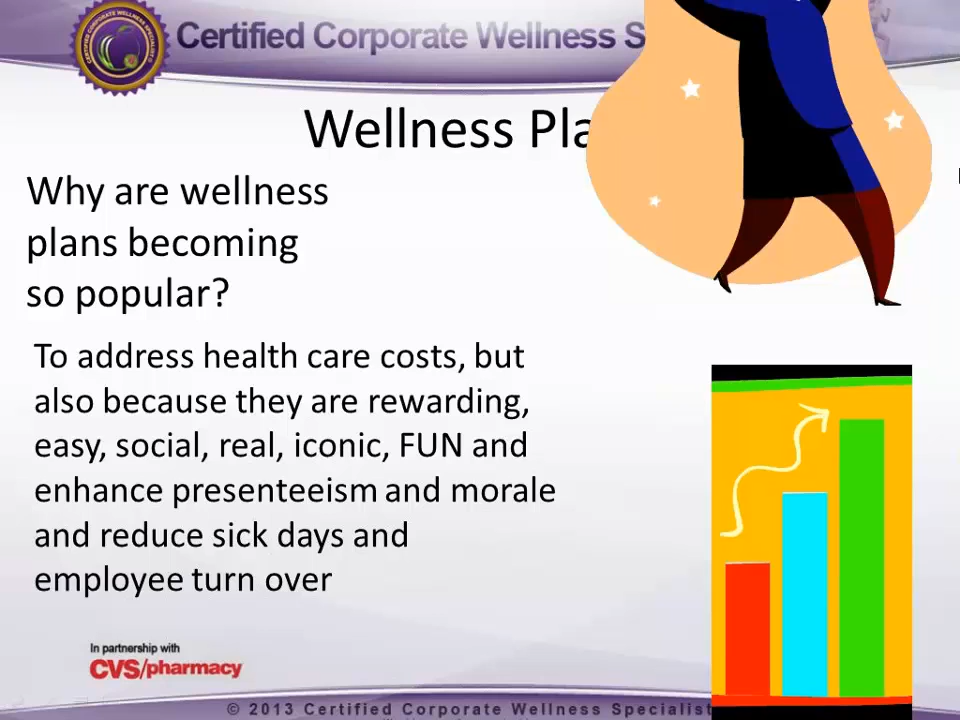 Certified Corporate Wellness S
Wellness Pla
Why are wellness
plans becoming
so popular?
To address health care costs, but
also because they are rewarding,
easy, social, real, iconic, FUN and
enhance presenteeism and morale
and reduce sick days and
employee turn over
In partnership with
CVS/pharmacy
© 2013 Certified Corporate Wellness Specialist